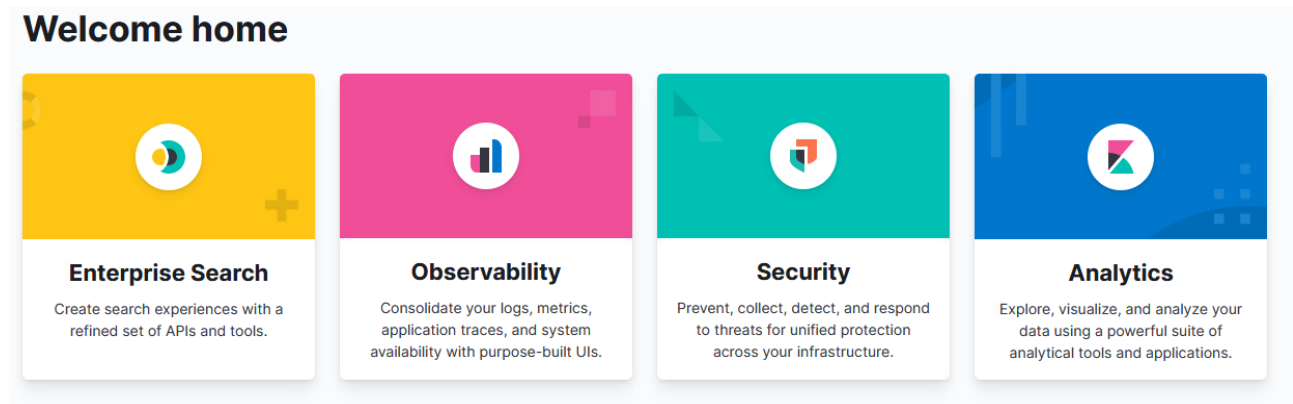 Welcome home
Enterprise Search
Create search experiences with a
refined set of APIs and tools.
Observability
Consolidate your logs, metrics,
application traces, and system
availability with purpose-built UIs.
Security
Prevent, collect, detect, and respond
to threats for unified protection
across your infrastructure.
Analytics
Explore, visualize, and analyze your
data using a powerful suite of
analytical tools and applications.